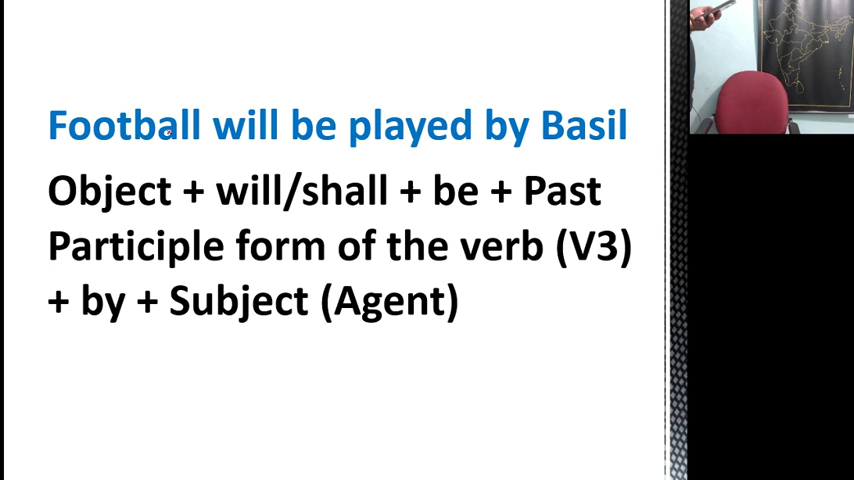 Football will be played by Basil
Object + will/shall + be + Past
Participle form of the verb (V3)
+ by + Subject (Agent)